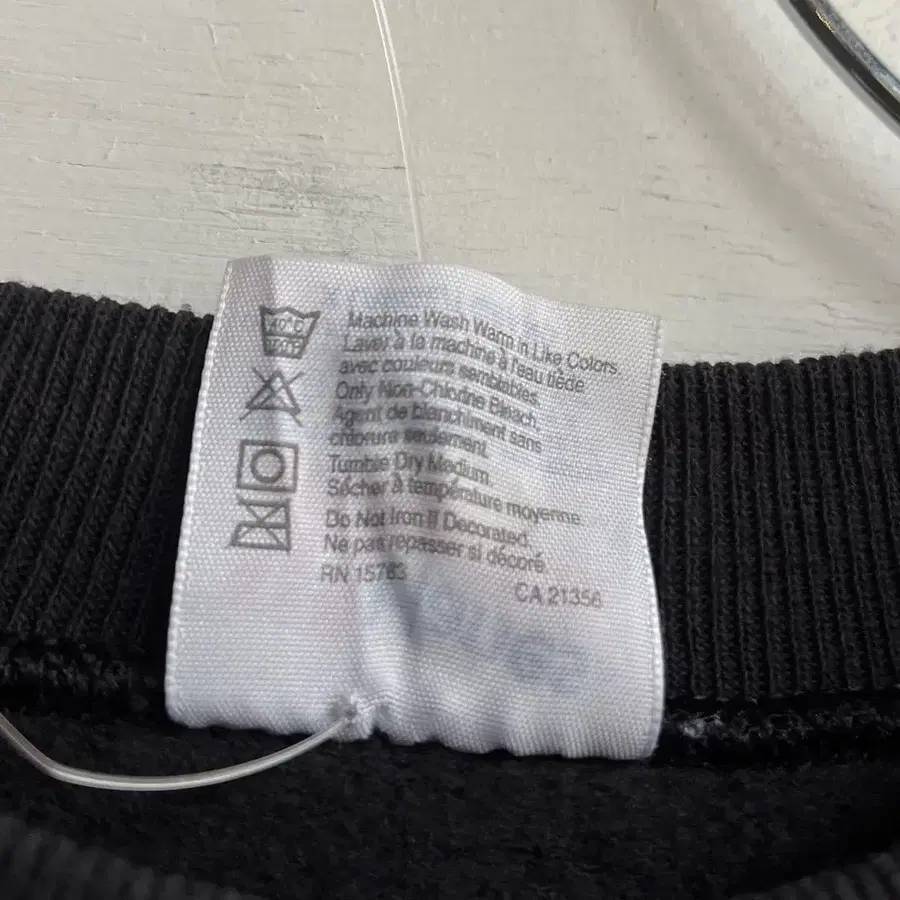 40°C
Machine Wash Warm in Like Colors.
Laver à la machine à l'eau tiède
avec couleurs semblables.
Only Non-Chlorine Bleach.
Agent de blanchiment sans
chlorure seulement.
Tumble Dry Medium.
Sécher à température moyenne.
Do Not Iron If Decorated.
Ne pas repasser si décoré.
RN 15763
CA 21356